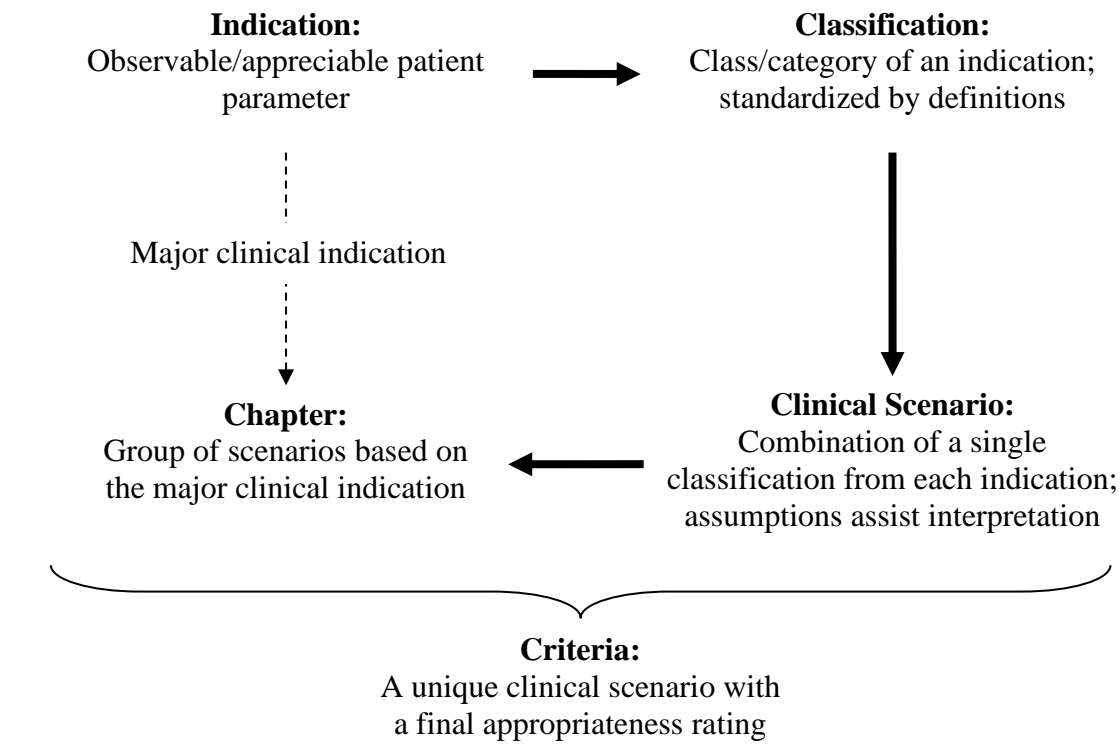 Indication:
Observable/appreciable patient
parameter
Classification:
Class/category of an indication;
standardized by definitions
Major clinical indication
Chapter:
Group of scenarios based on
the major clinical indication
Clinical Scenario:
Combination of a single
classification from each indication;
assumptions assist interpretation
Criteria:
A unique clinical scenario with
a final appropriateness rating